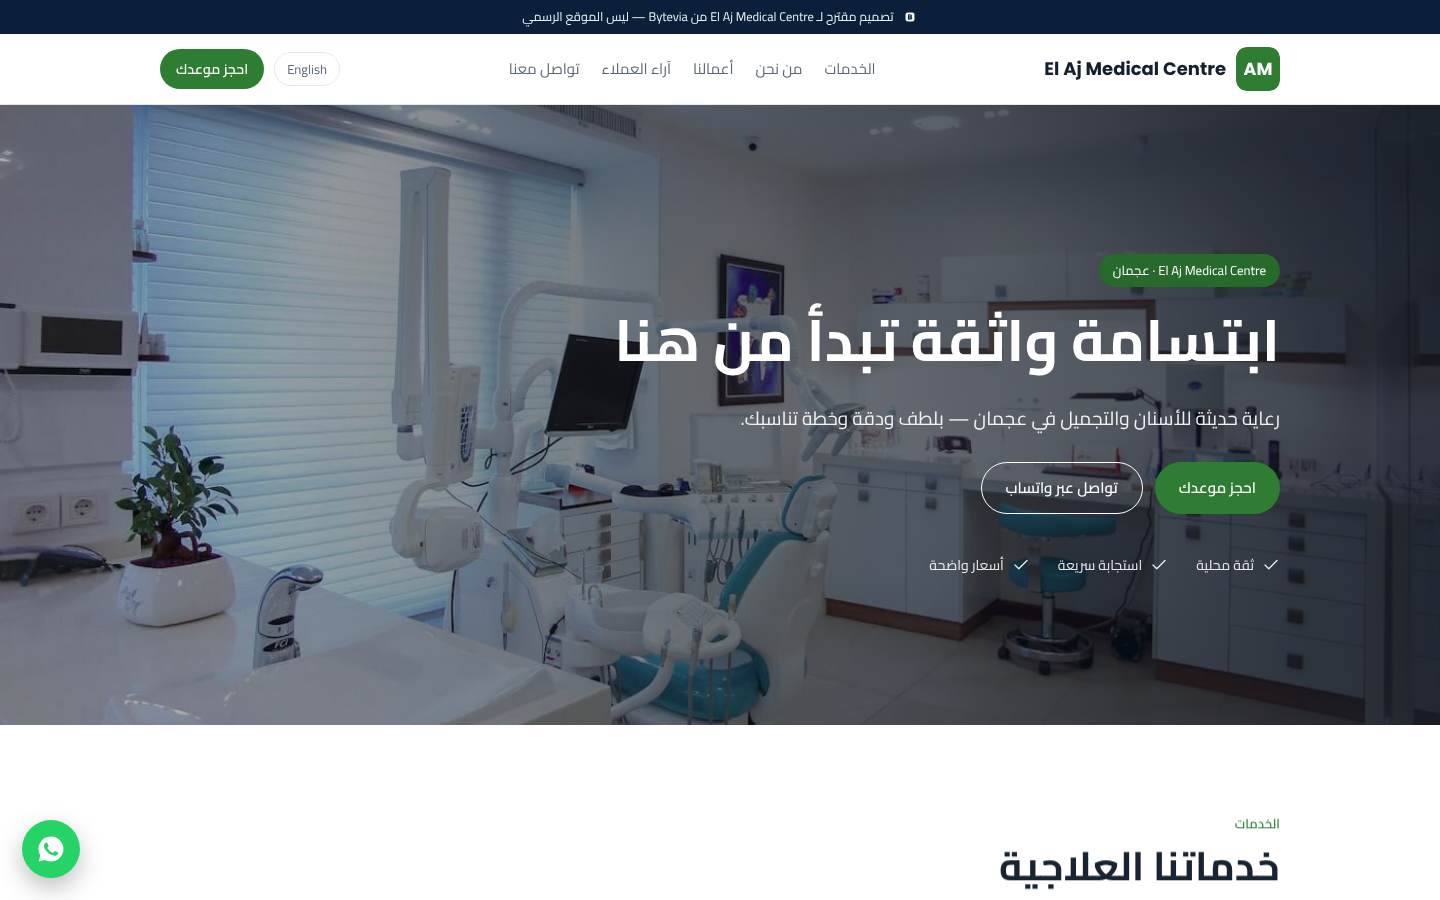 تصميم مقترح لـ El Aj Medical Centre من Bytevia — ليس الموقع الرسمي
AM El Aj Medical Centre
الخدمات
من نحن
أعمالنا
آراء العملاء
تواصل معنا
English
احجز موعدك
El Aj Medical Centre · عجمان
ابتسامة واثقة تبدأ من هنا
رعاية حديثة للأسنان والتجميل في عجمان — بلطف ودقة وخطة تناسبك.
احجز موعدك
تواصل عبر واتساب
ثقة محلية
استجابة سريعة
أسعار واضحة
الخدمات
خدماتنا العلاجية